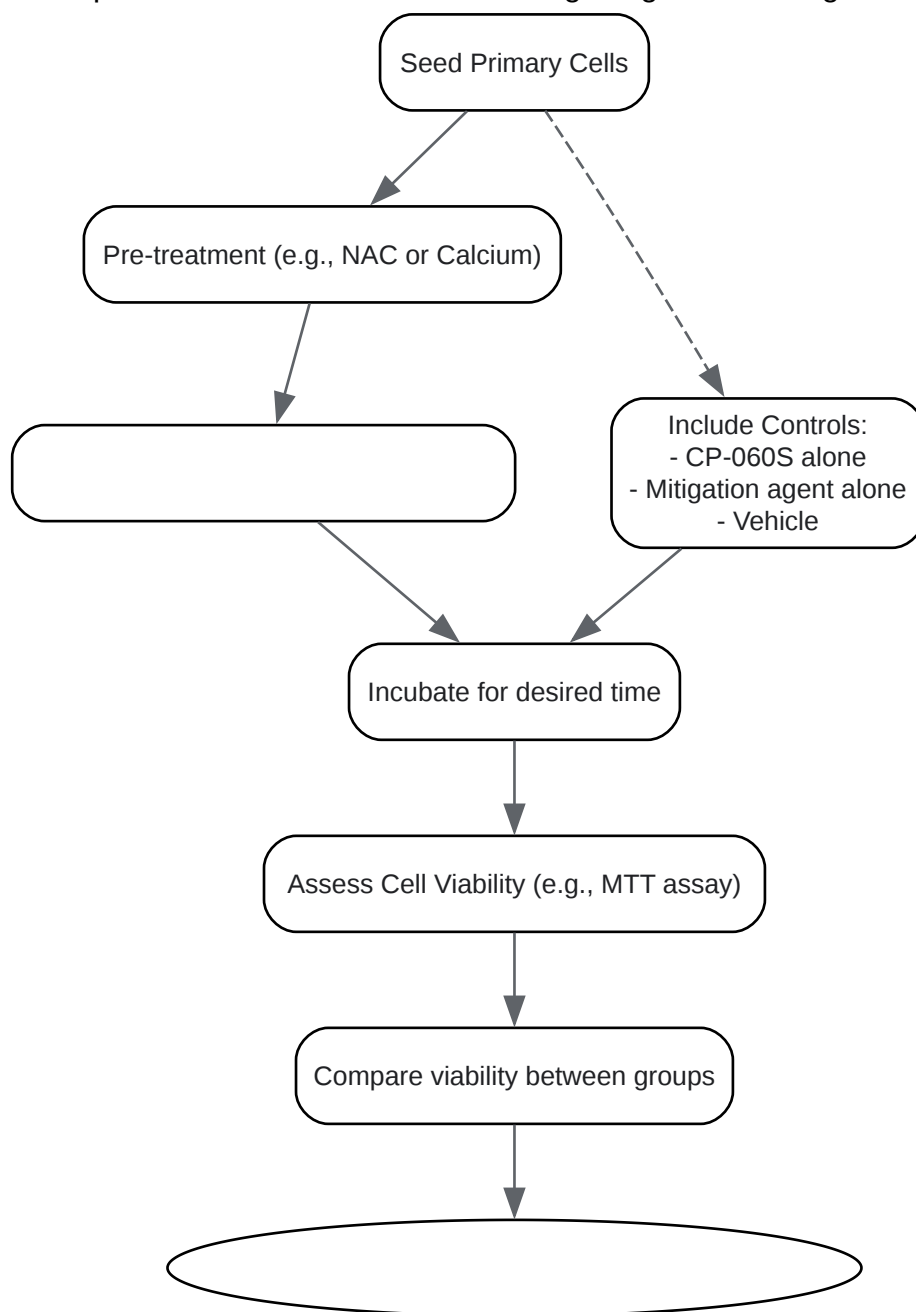 Seed Primary Cells
Pre-treatment (e.g., NAC or Calcium)
Include Controls:
- CP-060S alone
- Mitigation agent alone
- Vehicle
Incubate for desired time
Assess Cell Viability (e.g., MTT assay)
Compare viability between groups